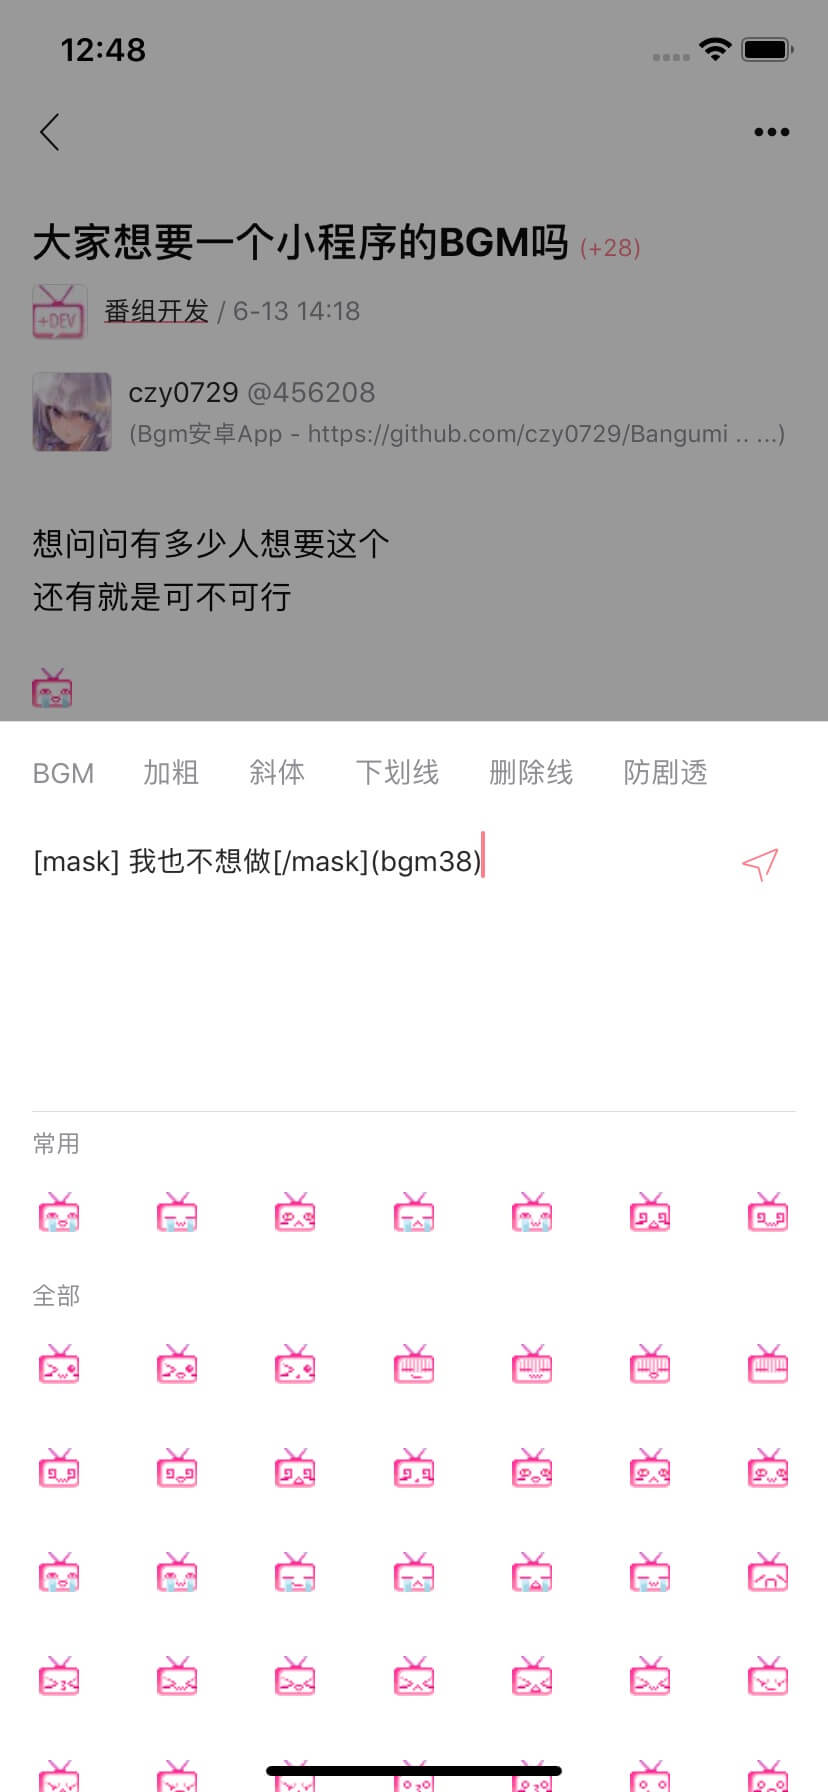 12:48
大家想要一个小程序的BGM吗 (+28)
+DEV
番组开发 / 6-13 14:18
czy0729 @456208
(Bgm安卓App - https://github.com/czy0729/Bangumi .. ...)
想问问有多少人想要这个
还有就是可不可行
BGM 加粗 斜体 下划线 删除线 防剧透
[mask] 我也不想做[/mask](bgm38)
常用
全部